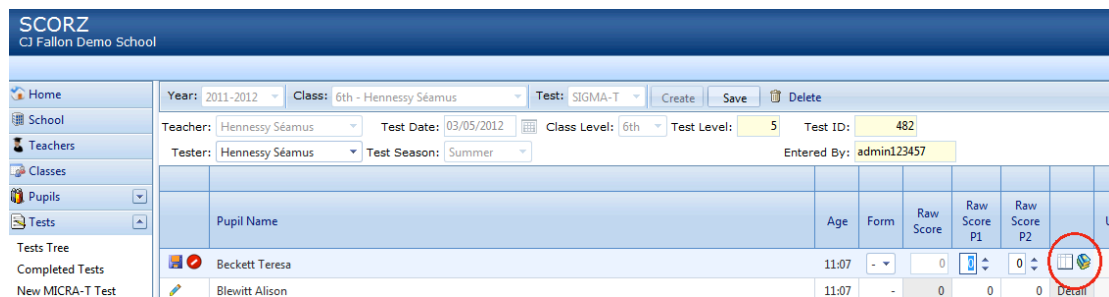 SCORZ
CJ Fallon Demo School
Home
School
Teachers
Classes
Pupils
Tests
Tests Tree
Completed Tests
New MICRA-T Test
Year: 2011-2012 Class: 6th - Hennessy Séamus Test: SIGMA-T Create Save Delete
Teacher: Hennessy Séamus Test Date: 03/05/2012 Class Level: 6th Test Level: 5 Test ID: 482
Tester: Hennessy Séamus Test Season: Summer Entered By: admin123457
Pupil Name Age Form Raw Score Raw Score P1 Raw Score P2
Beckett Teresa 11:07 - 0 0 0
Blewitt Alison 11:07 - 0 0 0 Detail